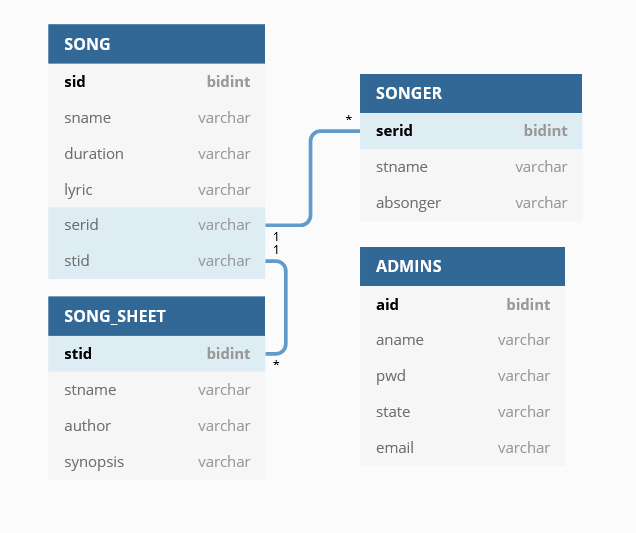 SONG
sid bidint
sname varchar
duration varchar
lyric varchar
serid varchar
stid varchar
1
1
*
SONG_SHEET
stid bidint
stname varchar
author varchar
synopsis varchar
*
SONGER
serid bidint
stname varchar
absonger varchar
ADMINS
aid bidint
aname varchar
pwd varchar
state varchar
email varchar